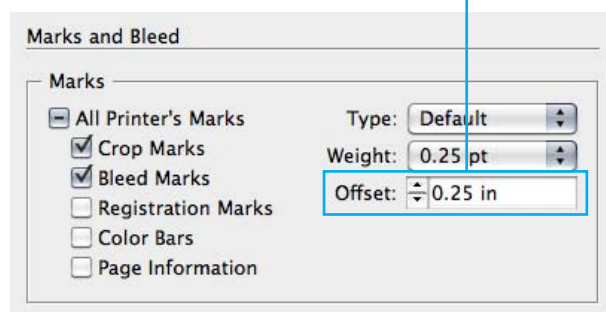 Marks and Bleed
Marks
All Printer's Marks
Type: Default
Crop Marks
Weight: 0.25 pt
Bleed Marks
Offset: 0.25 in
Registration Marks
Color Bars
Page Information